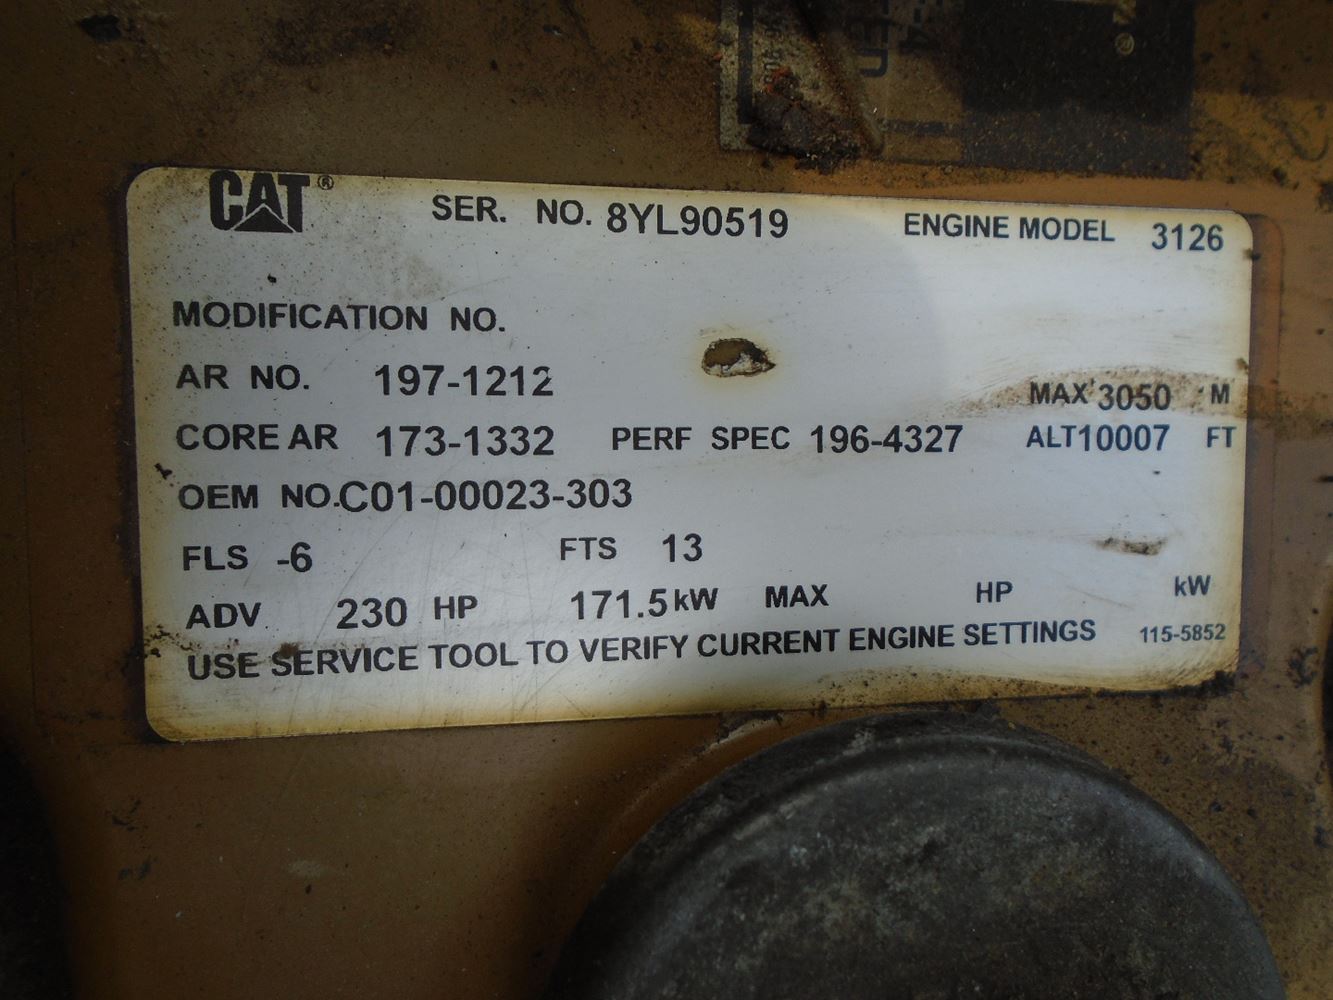 CAT® SER. NO. 8YL90519 ENGINE MODEL 3126
MODIFICATION NO.
AR NO. 197-1212 MAX 3050 M
CORE AR 173-1332 PERF SPEC 196-4327 ALT 10007 FT
OEM NO. C01-00023-303
FLS -6 FTS 13
ADV 230 HP 171.5 kW MAX HP kW
USE SERVICE TOOL TO VERIFY CURRENT ENGINE SETTINGS 115-5852